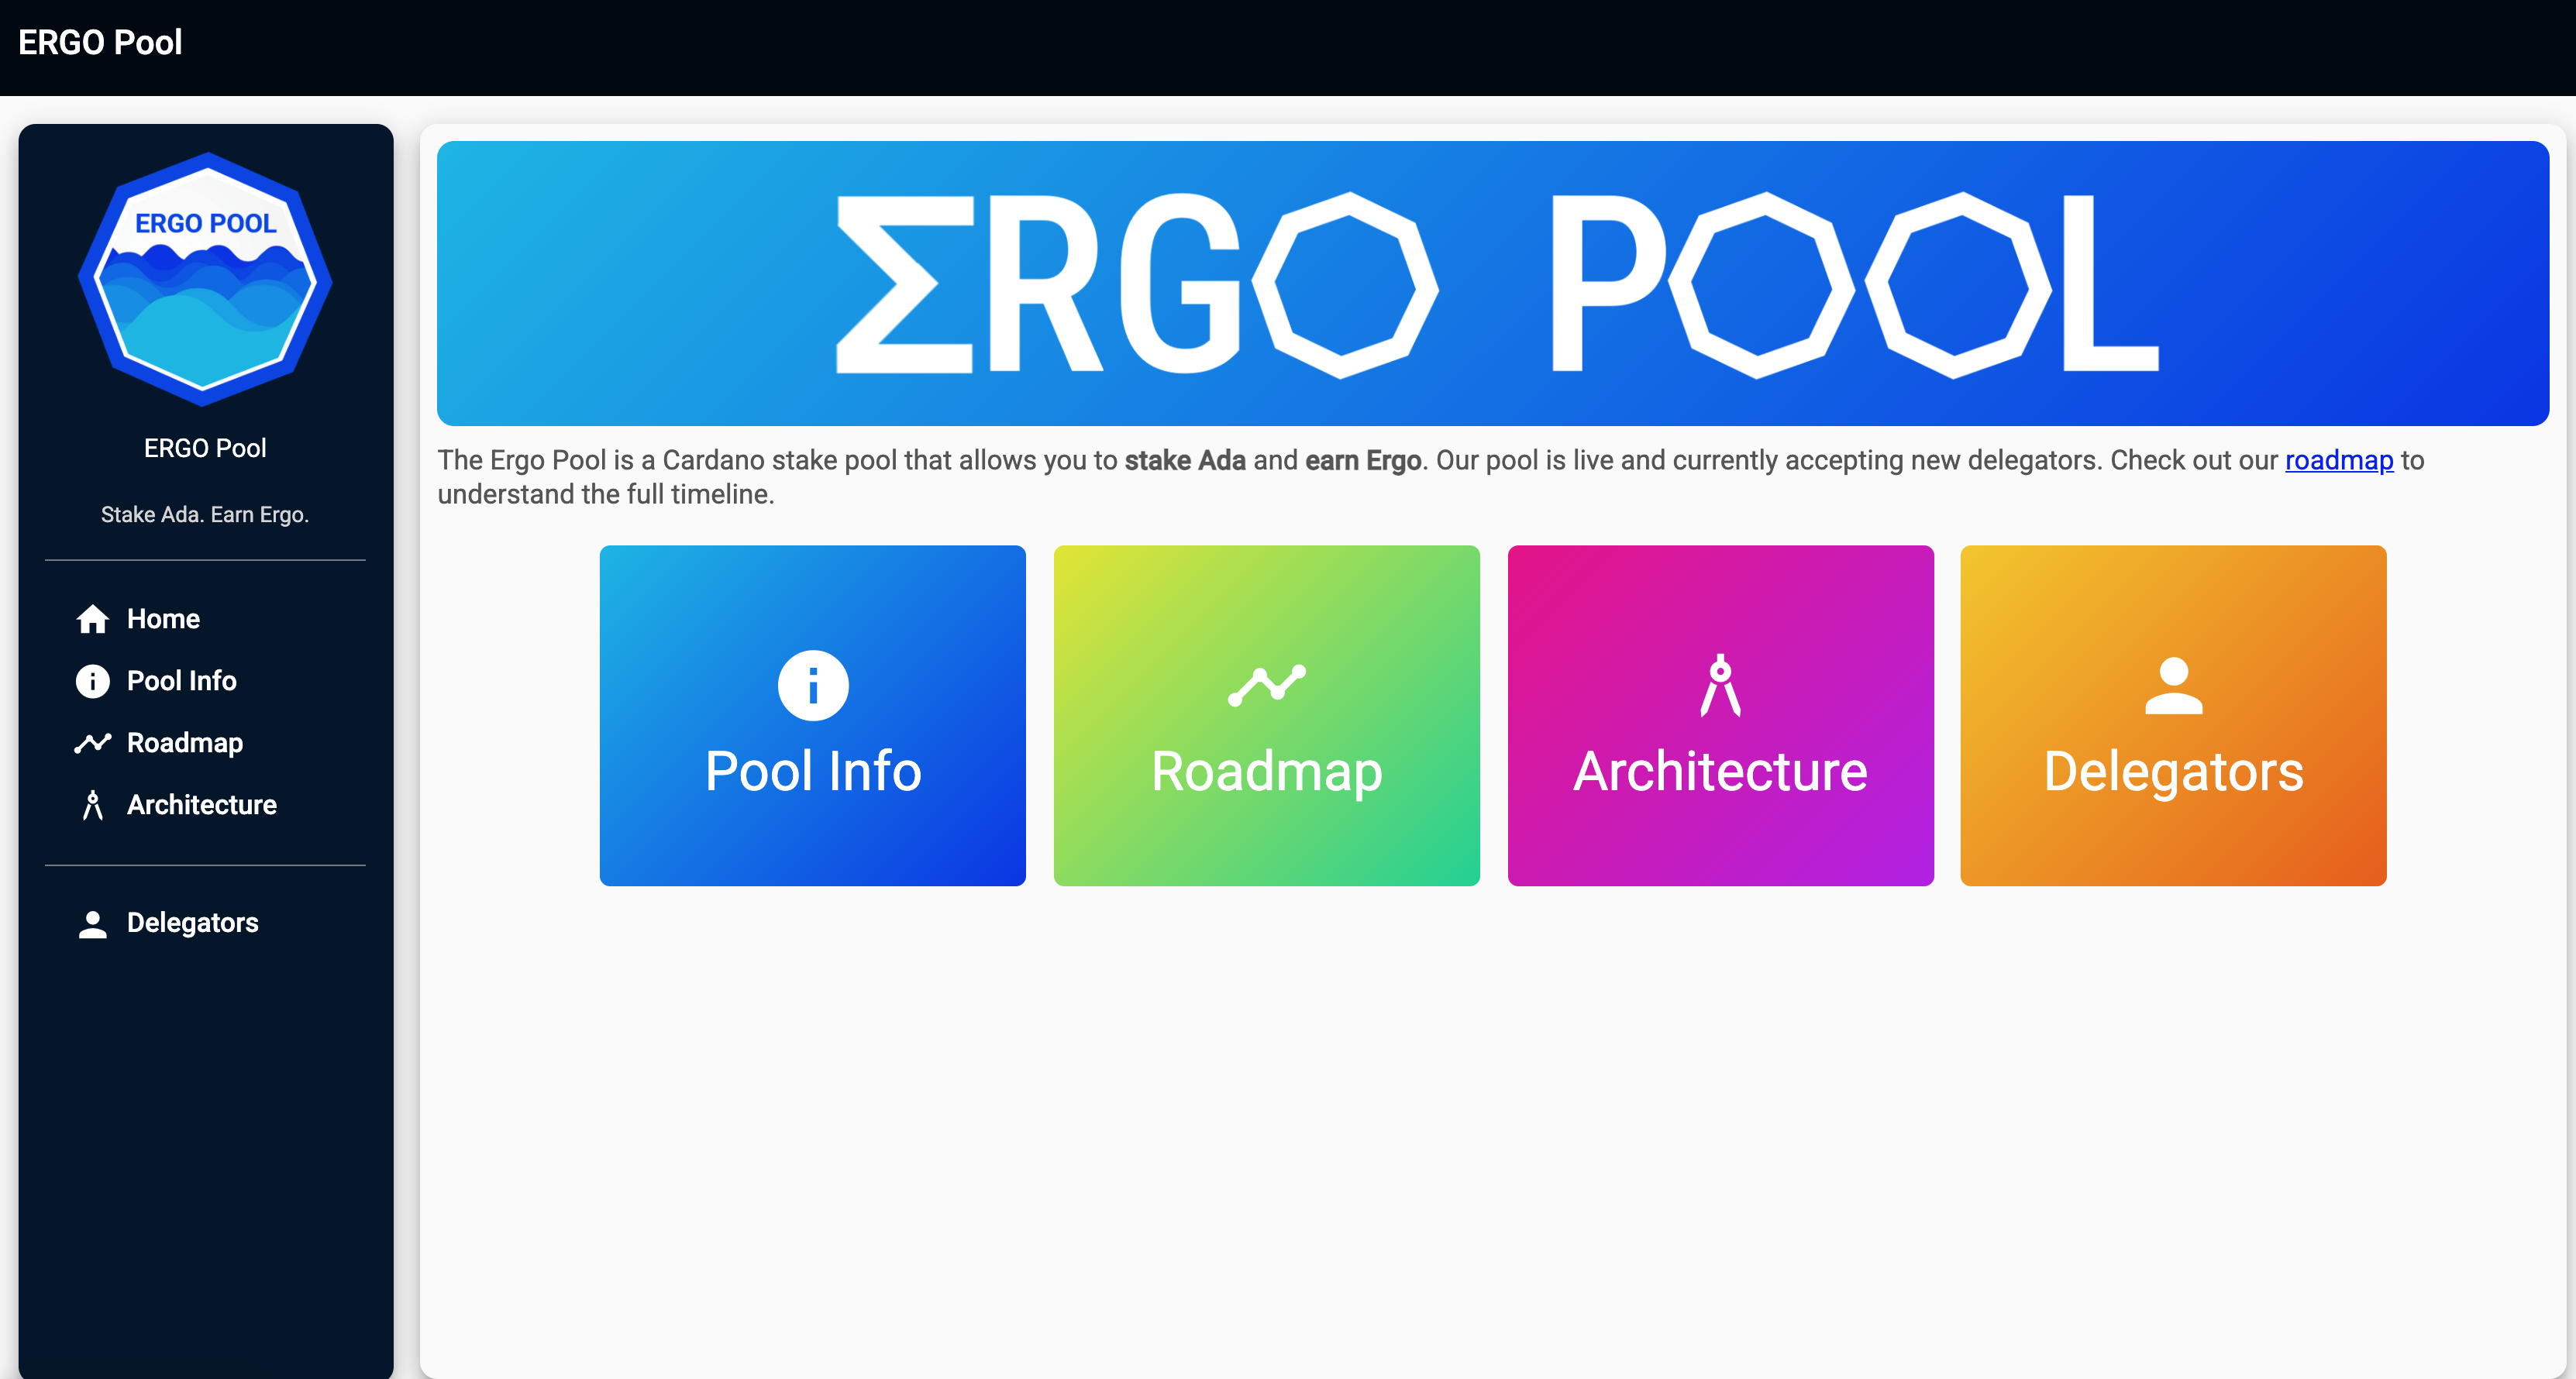 ERGO Pool
ERGO POOL
ERGO Pool
Stake Ada. Earn Ergo.
Home
Pool Info
Roadmap
Architecture
Delegators
ΣRGO POOL
The Ergo Pool is a Cardano stake pool that allows you to stake Ada and earn Ergo. Our pool is live and currently accepting new delegators. Check out our roadmap to
understand the full timeline.
Pool Info
Roadmap
Architecture
Delegators